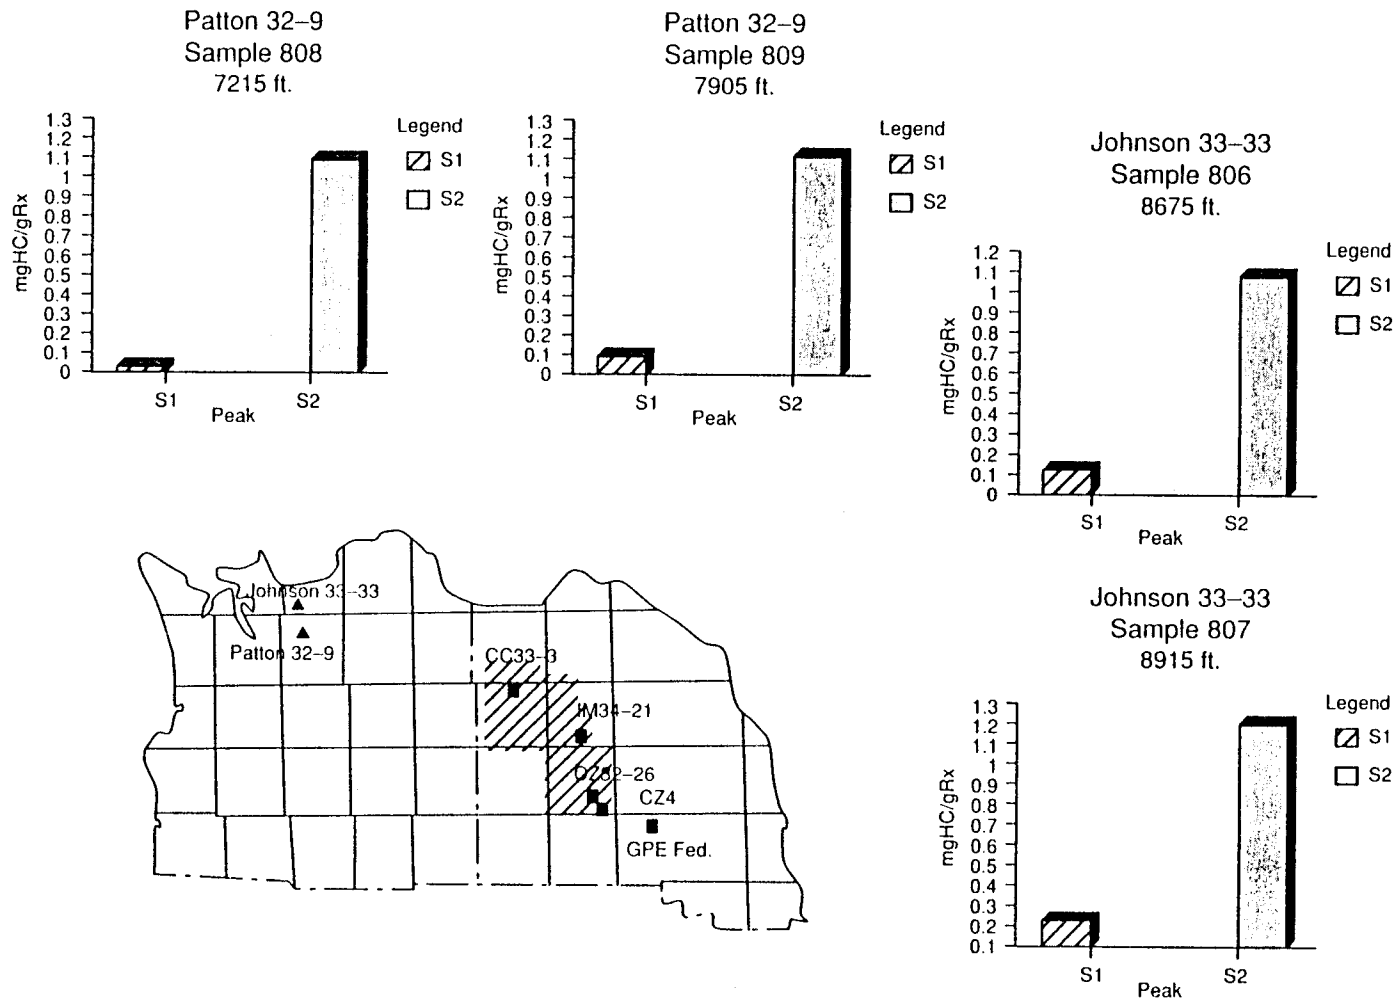 Patton 32–9
Sample 808
7215 ft.
1.3
1.2
1.1
1
0.9
0.8
0.7
0.6
0.5
0.4
0.3
0.2
0.1
0
mgHC/gRx
S1
S2
Peak
Legend
S1
S2
Patton 32–9
Sample 809
7905 ft.
1.3
1.2
1.1
1
0.9
0.8
0.7
0.6
0.5
0.4
0.3
0.2
0.1
0
mgHC/gRx
S1
S2
Peak
Legend
S1
S2
Johnson 33–33
Sample 806
8675 ft.
1.2
1.1
1
0.9
0.8
0.7
0.6
0.5
0.4
0.3
0.2
0.1
0
mgHC/gRx
S1
S2
Peak
Legend
S1
S2
Johnson 33–33
Patton 32–9
CC33–3
IM34–21
CZ4
GPE Fed.
Johnson 33–33
Sample 807
8915 ft.
1.3
1.2
1.1
1
0.9
0.8
0.7
0.6
0.5
0.4
0.3
0.2
0.1
mgHC/gRx
S1
S2
Peak
Legend
S1
S2